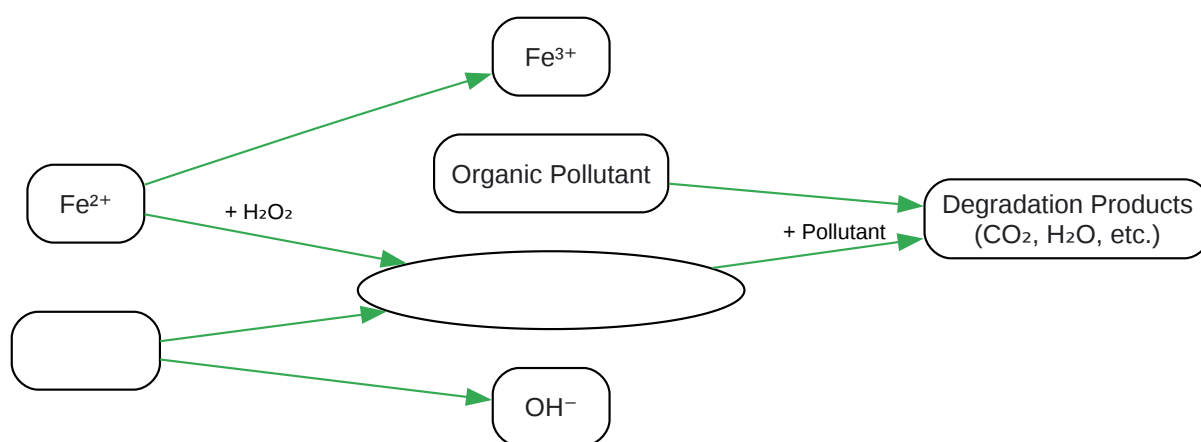 Fe³⁺
Organic Pollutant
Fe²⁺
+ H₂O₂
Degradation Products
(CO₂, H₂O, etc.)
+ Pollutant
OH⁻